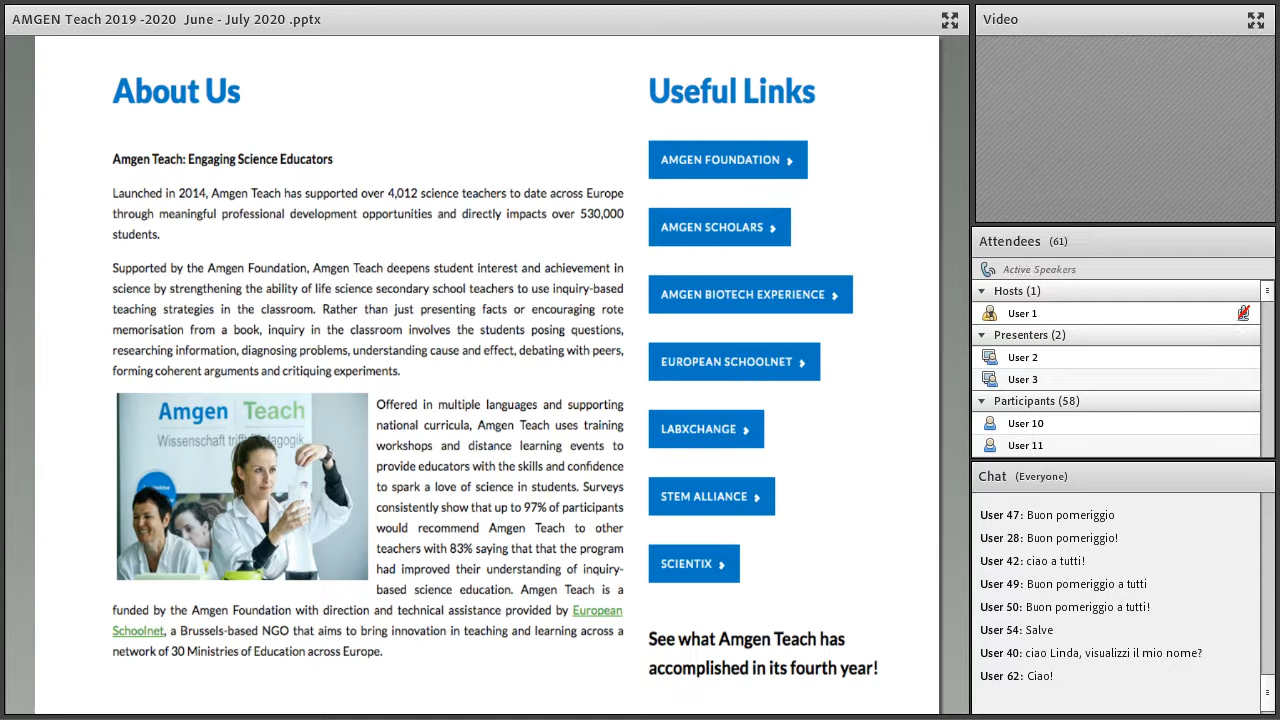 AMGEN Teach 2019 -2020  June - July 2020 .pptx
About Us
Amgen Teach: Engaging Science Educators
Launched in 2014, Amgen Teach has supported over 4,012 science teachers to date across Europe
through meaningful professional development opportunities and directly impacts over 530,000
students.
Supported by the Amgen Foundation, Amgen Teach deepens student interest and achievement in
science by strengthening the ability of life science secondary school teachers to use inquiry-based
teaching strategies in the classroom. Rather than just presenting facts or encouraging rote
memorisation from a book, inquiry in the classroom involves the students posing questions,
researching information, diagnosing problems, understanding cause and effect, debating with peers,
forming coherent arguments and critiquing experiments.
Amgen Teach
Wissenschaft trifft Pädagogik
Offered in multiple languages and supporting
national curricula, Amgen Teach uses training
workshops and distance learning events to
provide educators with the skills and confidence
to spark a love of science in students. Surveys
consistently show that up to 97% of participants
would recommend Amgen Teach to other
teachers with 83% saying that that the program
had improved their understanding of inquiry-
based science education. Amgen Teach is a
funded by the Amgen Foundation with direction and technical assistance provided by European
Schoolnet, a Brussels-based NGO that aims to bring innovation in teaching and learning across a
network of 30 Ministries of Education across Europe.
Useful Links
AMGEN FOUNDATION
AMGEN SCHOLARS
AMGEN BIOTECH EXPERIENCE
EUROPEAN SCHOOLNET
LABXCHANGE
STEM ALLIANCE
SCIENTIX
See what Amgen Teach has
accomplished in its fourth year!
Video
Attendees (61)
Active Speakers
Hosts (1)
User 1
Presenters (2)
User 2
User 3
Participants (58)
User 10
User 11
Chat (Everyone)
User 47: Buon pomeriggio
User 28: Buon pomeriggio!
User 42: ciao a tutti!
User 49: Buon pomeriggio a tutti
User 50: Buon pomeriggio a tutti!
User 54: Salve
User 40: ciao Linda, visualizzi il mio nome?
User 62: Ciao!